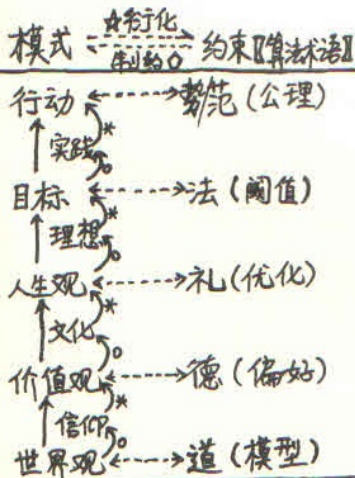 模式 ☆行化 制约○ 约束〖算法术语〗
行动 范(公理)
实践 * ○
目标 法(阈值)
理想 * ○
人生观 礼(优化)
文化 * ○
价值观 德(偏好)
信仰 * ○
世界观 道(模型)